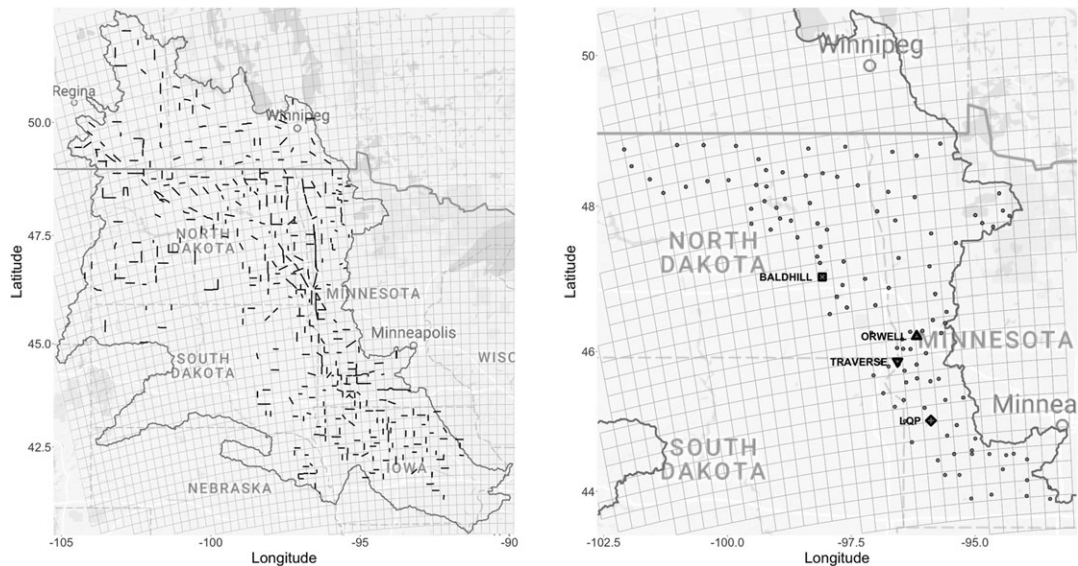 Regina
Winnipeg
50.0
47.5
NORTH
DAKOTA
MINNESOTA
Minneapolis
45.0
SOUTH
DAKOTA
WISC
42.5
IOWA
NEBRASKA
-105
-100
-95
-90
Longitude
Latitude
Winnipeg
50
48
NORTH
DAKOTA
BALDHILL
ORWELL
MINNESOTA
46
TRAVERSE
Minnea
LQP
SOUTH
DAKOTA
44
-102.5
-100.0
-97.5
-95.0
Longitude
Latitude